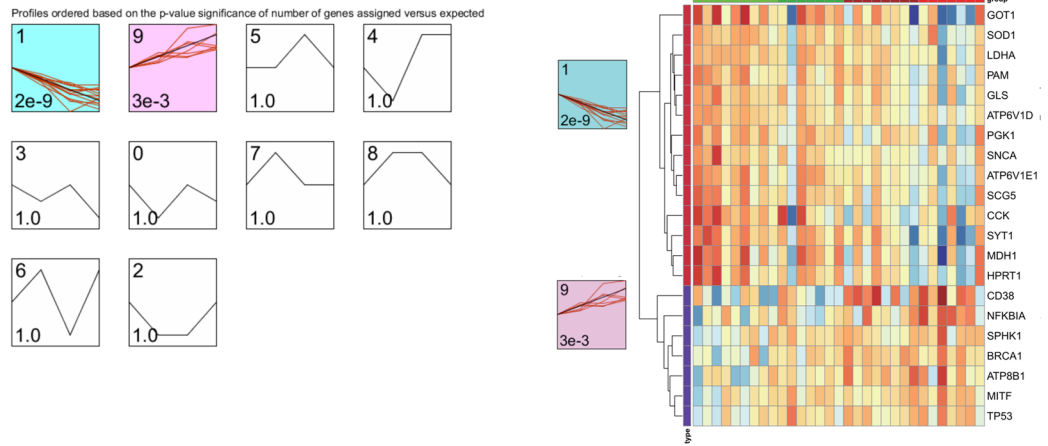 Profiles ordered based on the p-value significance of number of genes assigned versus expected
1
2e-9
9
3e-3
5
1.0
4
1.0
3
1.0
0
1.0
7
1.0
8
1.0
6
1.0
2
1.0
1
2e-9
9
3e-3
GOT1
SOD1
LDHA
PAM
GLS
ATP6V1D
PGK1
SNCA
ATP6V1E1
SCG5
CCK
SYT1
MDH1
HPRT1
CD38
NFKBIA
SPHK1
BRCA1
ATP8B1
MITF
TP53
type